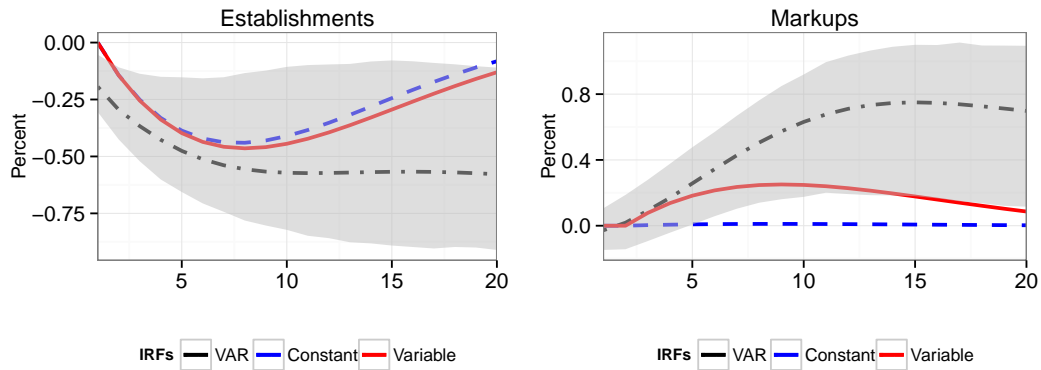 Establishments
Percent
0.00
−0.25
−0.50
−0.75
5
10
15
20
IRFs VAR Constant Variable
Markups
Percent
0.8
0.4
0.0
5
10
15
20
IRFs VAR Constant Variable